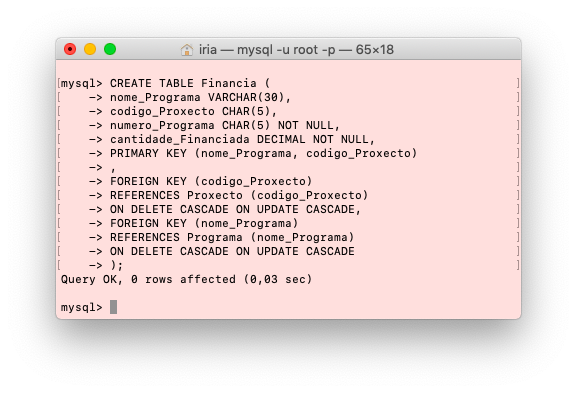 iria — mysql -u root -p — 65×18
[mysql> CREATE TABLE Financia ( ]
[    -> nome_Programa VARCHAR(30), ]
[    -> codigo_Proxecto CHAR(5), ]
[    -> numero_Programa CHAR(5) NOT NULL, ]
[    -> cantidade_Financiada DECIMAL NOT NULL, ]
[    -> PRIMARY KEY (nome_Programa, codigo_Proxecto) ]
[    -> , ]
[    -> FOREIGN KEY (codigo_Proxecto) ]
[    -> REFERENCES Proxecto (codigo_Proxecto) ]
[    -> ON DELETE CASCADE ON UPDATE CASCADE, ]
[    -> FOREIGN KEY (nome_Programa) ]
[    -> REFERENCES Programa (nome_Programa) ]
[    -> ON DELETE CASCADE ON UPDATE CASCADE ]
[    -> ); ]
Query OK, 0 rows affected (0,03 sec)
mysql>